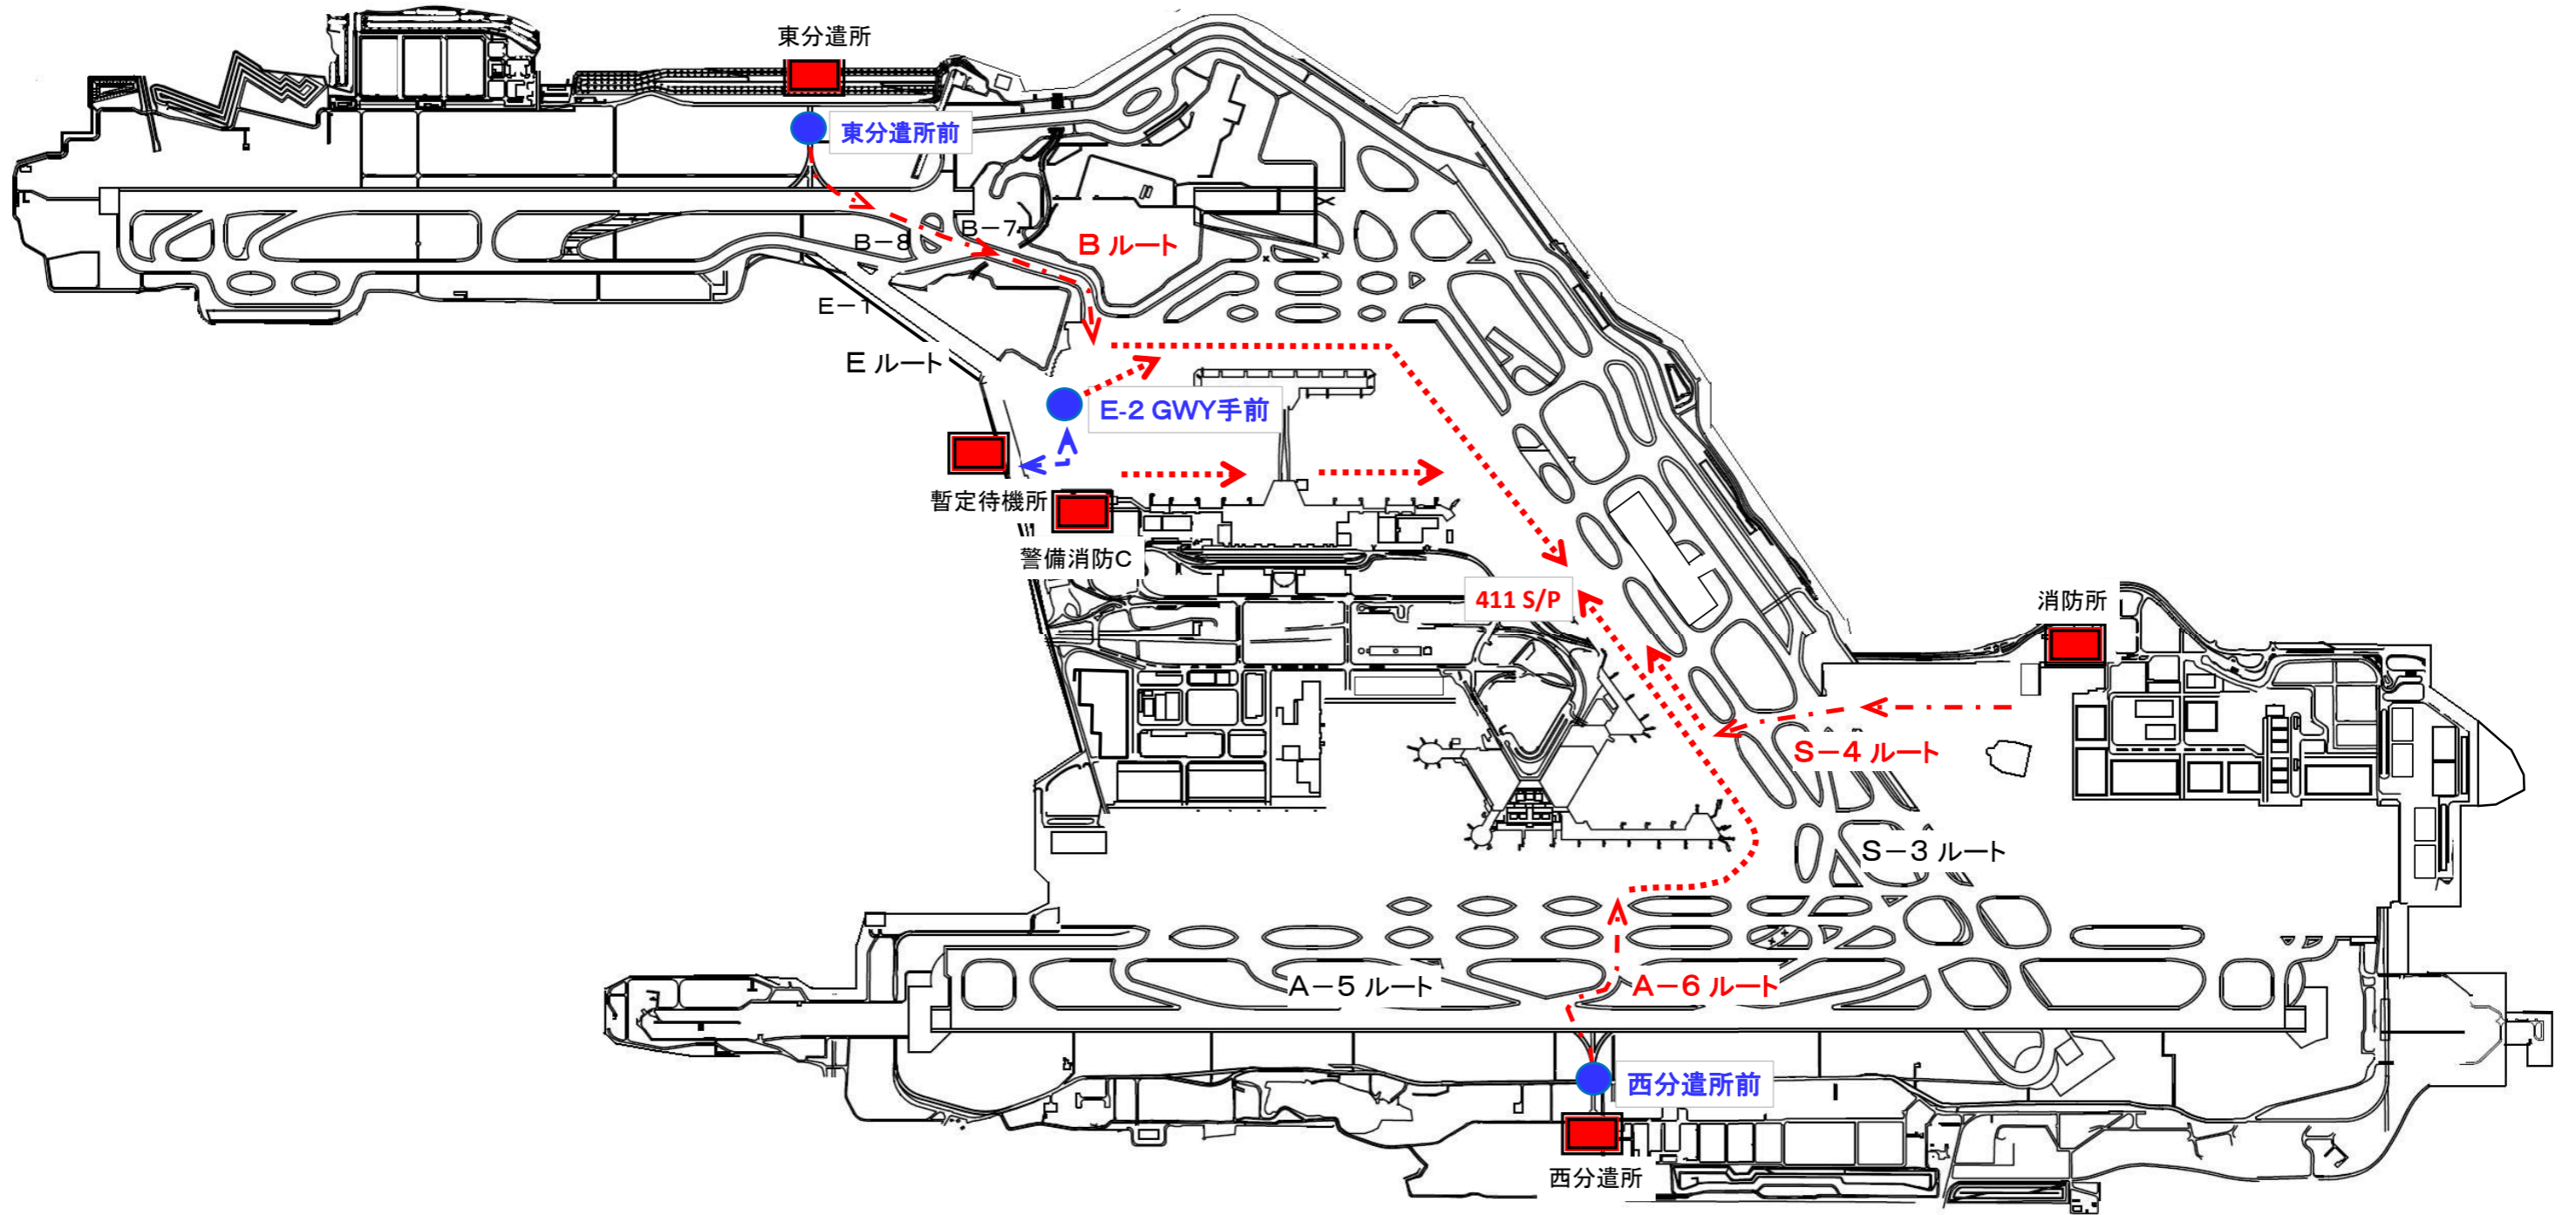 東分遣所
東分遣所前
B－8
B－7
B ルート
E－1
E ルート
E-2 GWY手前
暫定待機所
警備消防C
411 S/P
消防所
S－4 ルート
S－3 ルート
A－5 ルート
A－6 ルート
西分遣所前
西分遣所